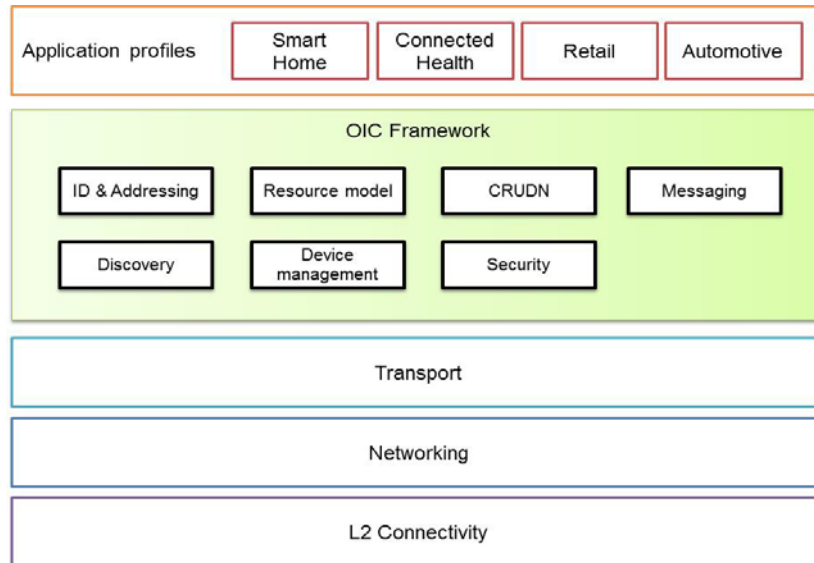 Application profiles
Smart
Home
Connected
Health
Retail
Automotive
OIC Framework
ID & Addressing
Resource model
CRUDN
Messaging
Discovery
Device
management
Security
Transport
Networking
L2 Connectivity